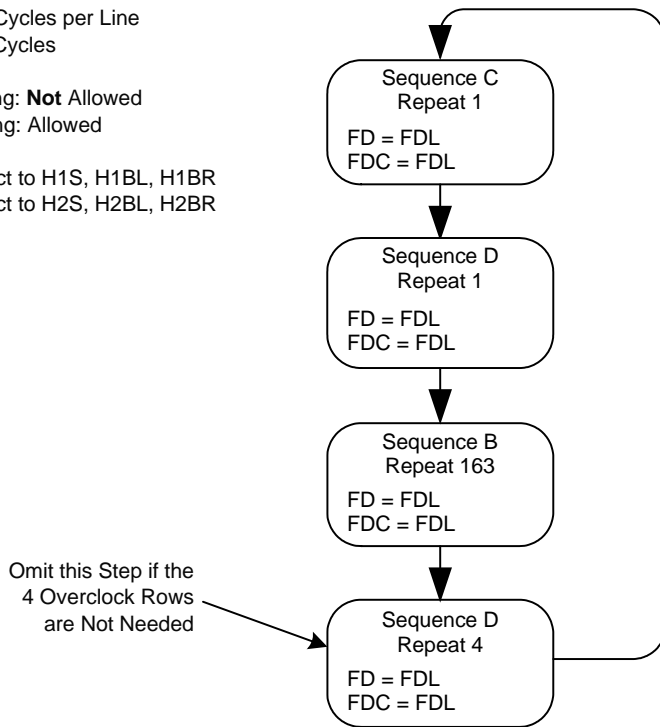 Cycles per Line
Cycles
ng: Not Allowed
ng: Allowed
ct to H1S, H1BL, H1BR
ct to H2S, H2BL, H2BR
Sequence C
Repeat 1
FD = FDL
FDC = FDL
Sequence D
Repeat 1
FD = FDL
FDC = FDL
Sequence B
Repeat 163
FD = FDL
FDC = FDL
Omit this Step if the
4 Overclock Rows
are Not Needed
Sequence D
Repeat 4
FD = FDL
FDC = FDL